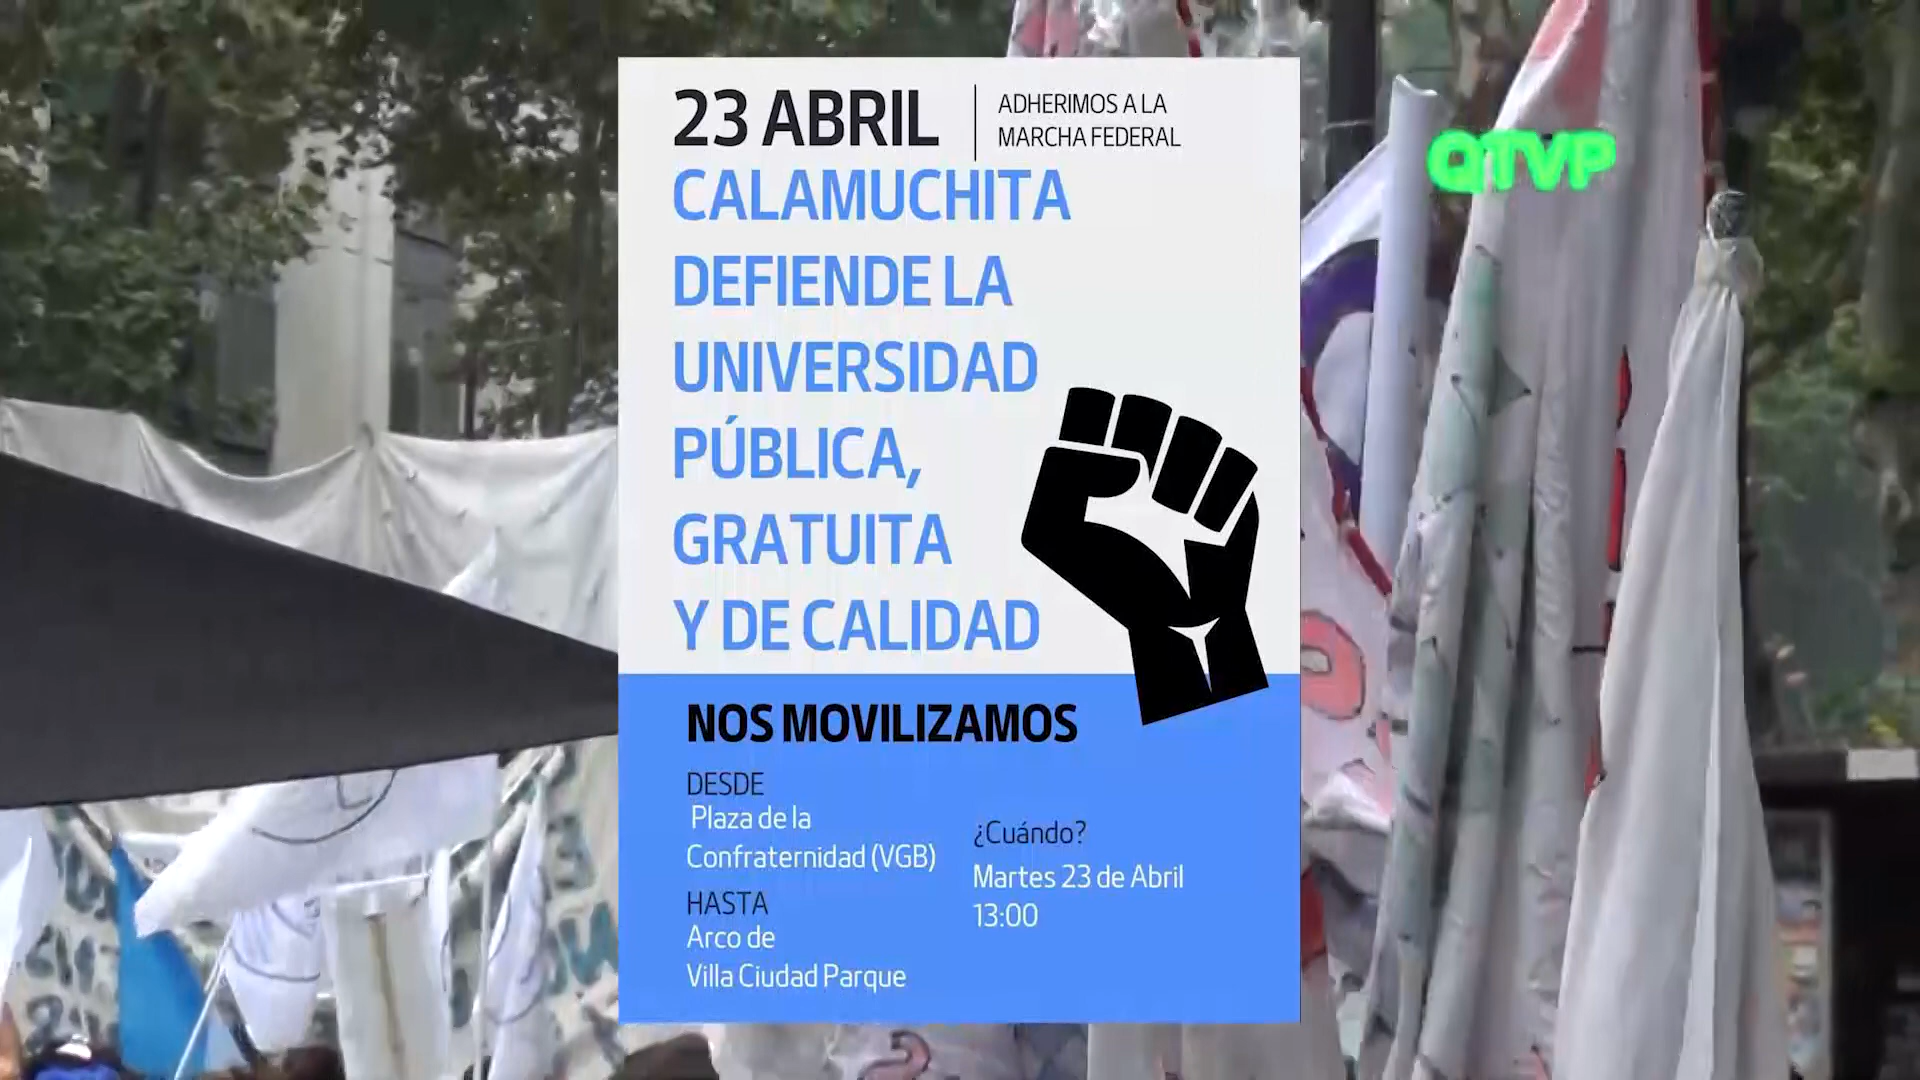 23 ABRIL
ADHERIMOS A LA
MARCHA FEDERAL
CALAMUCHITA
DEFIENDE LA
UNIVERSIDAD
PÚBLICA,
GRATUITA
Y DE CALIDAD
NOS MOVILIZAMOS
DESDE
Plaza de la
Confraternidad (VGB)
HASTA
Arco de
Villa Ciudad Parque
¿Cuándo?
Martes 23 de Abril
13:00
QTVP